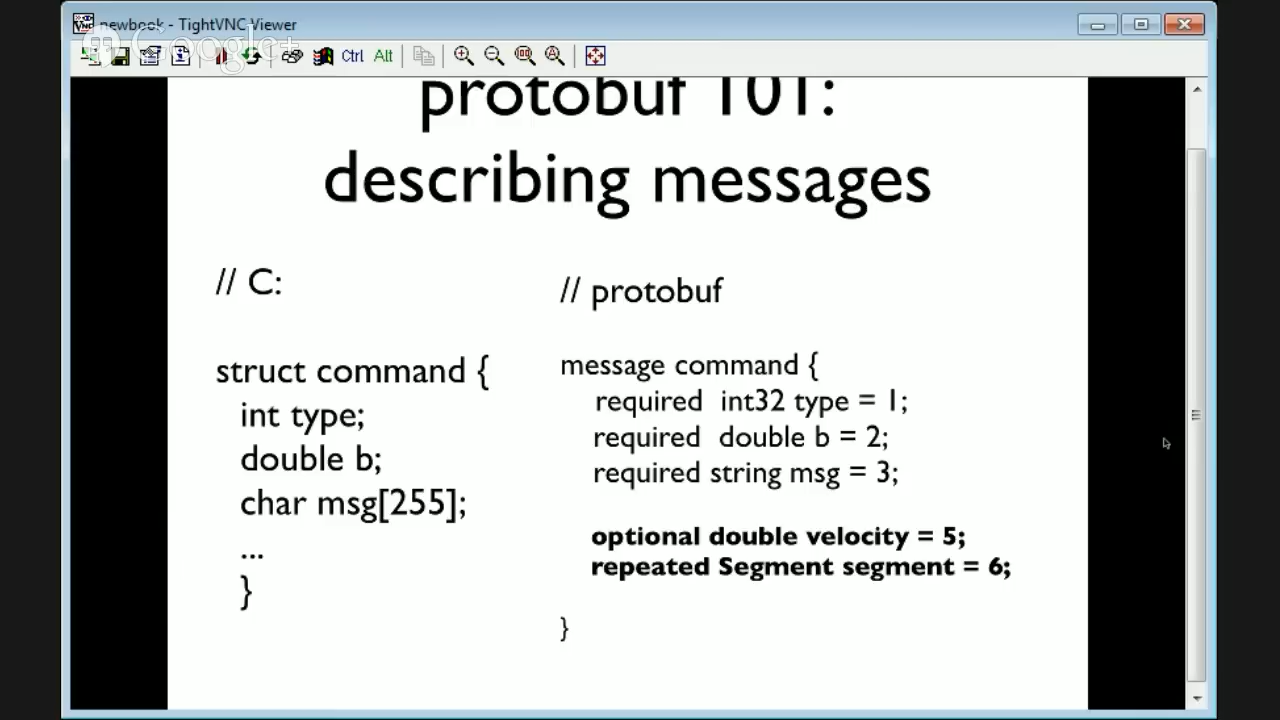 newbook - TightVNC Viewer
Google+
Ctrl Alt
protobuf 101:
describing messages
// C:
struct command {
int type;
double b;
char msg[255];
...
}
// protobuf
message command {
required int32 type = 1;
required double b = 2;
required string msg = 3;
optional double velocity = 5;
repeated Segment segment = 6;
}